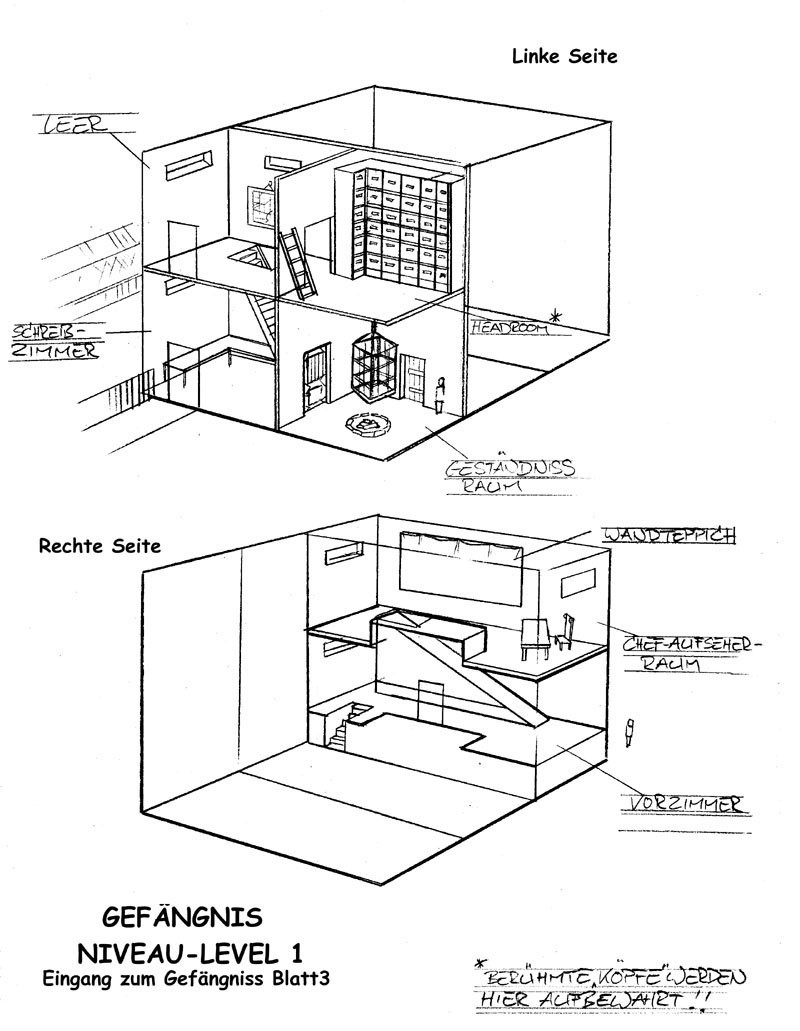 Linke Seite
LEER
SCHREIB-
ZIMMER
HEADROOM *
GESTÄNDNISS
RAUM
Rechte Seite
WANDTEPPICH
CHEF-AUFSEHER-
RAUM
VORZIMMER
GEFÄNGNIS
NIVEAU-LEVEL 1
Eingang zum Gefängniss Blatt3
* BERÜHMTE „KÖPFE" WERDEN
HIER AUFBEWAHRT!!